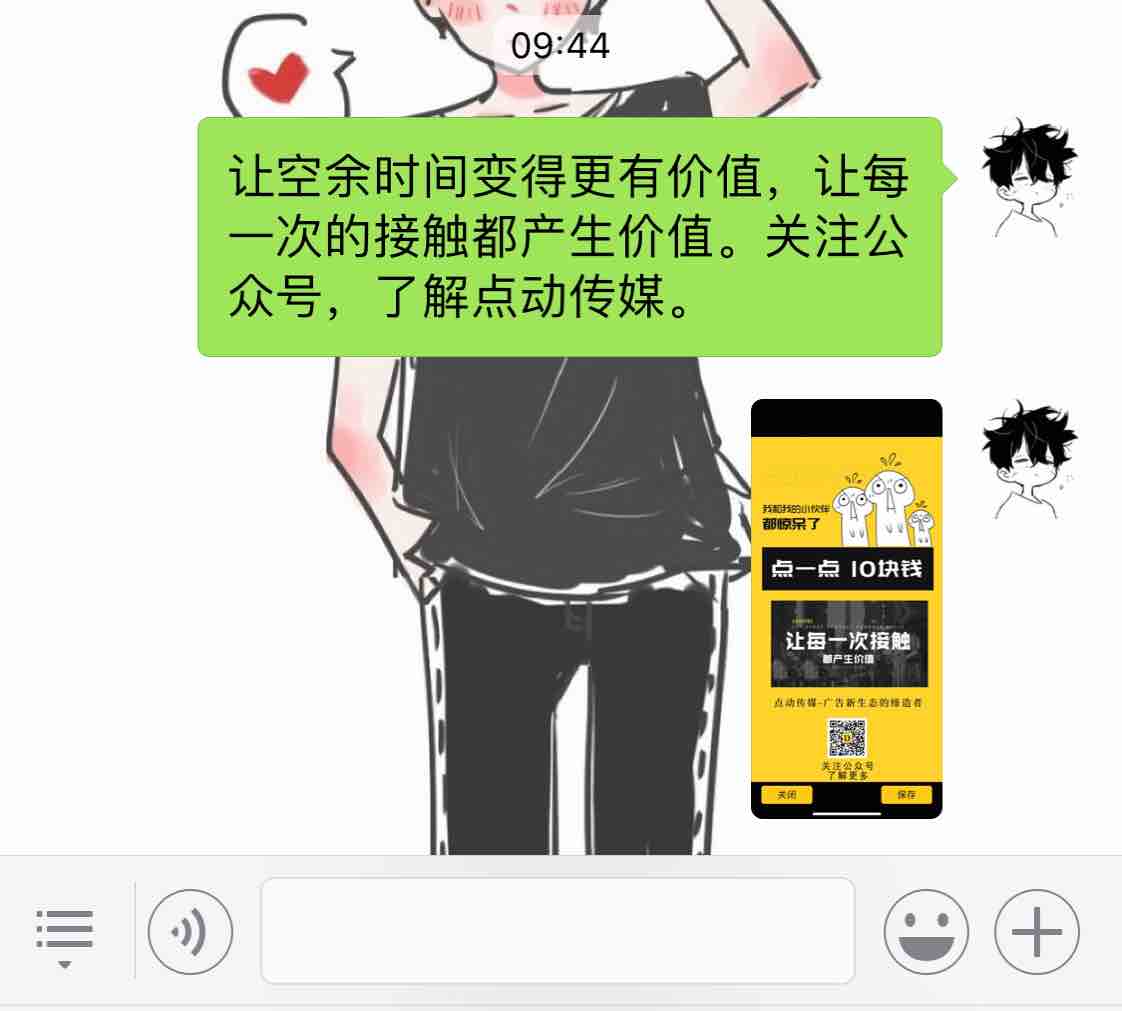 09:44
让空余时间变得更有价值，让每
一次的接触都产生价值。关注公
众号，了解点动传媒。
我和我的小伙伴
都惊呆了
点一点 10块钱
让每一次接触
都产生价值
点动传媒-广告新生态的缔造者
关注公众号
了解更多
关闭
保存